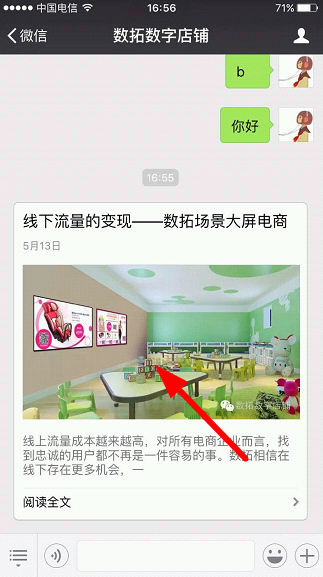 中国电信
16:56
71%
微信
数拓数字店铺
b
你好
16:55
线下流量的变现——数拓场景大屏电商
5月13日
数拓数字店铺
线上流量成本越来越高，对所有电商企业而言，找
到忠诚的用户都不再是一件容易的事。数拓相信在
线下存在更多机会，一
阅读全文